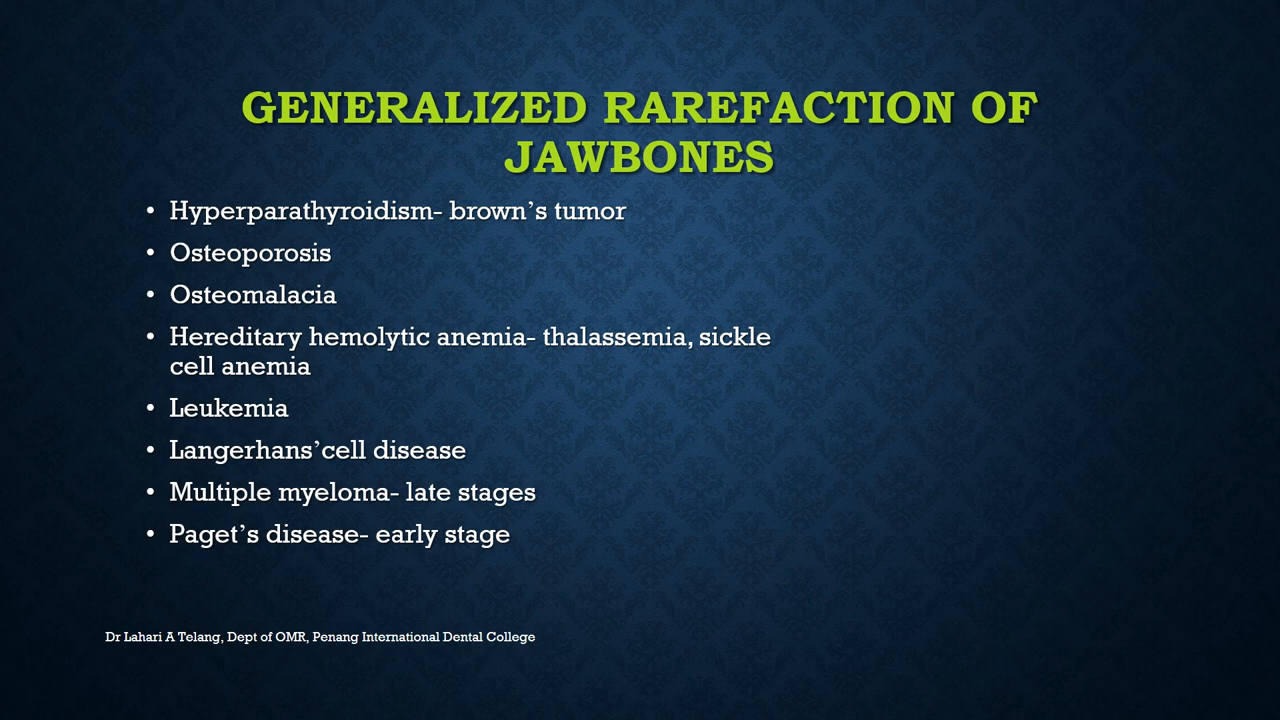 GENERALIZED RAREFACTION OF
JAWBONES
• Hyperparathyroidism- brown’s tumor
• Osteoporosis
• Osteomalacia
• Hereditary hemolytic anemia- thalassemia, sickle
cell anemia
• Leukemia
• Langerhans’cell disease
• Multiple myeloma- late stages
• Paget’s disease- early stage
Dr Lahari A Telang, Dept of OMR, Penang International Dental College